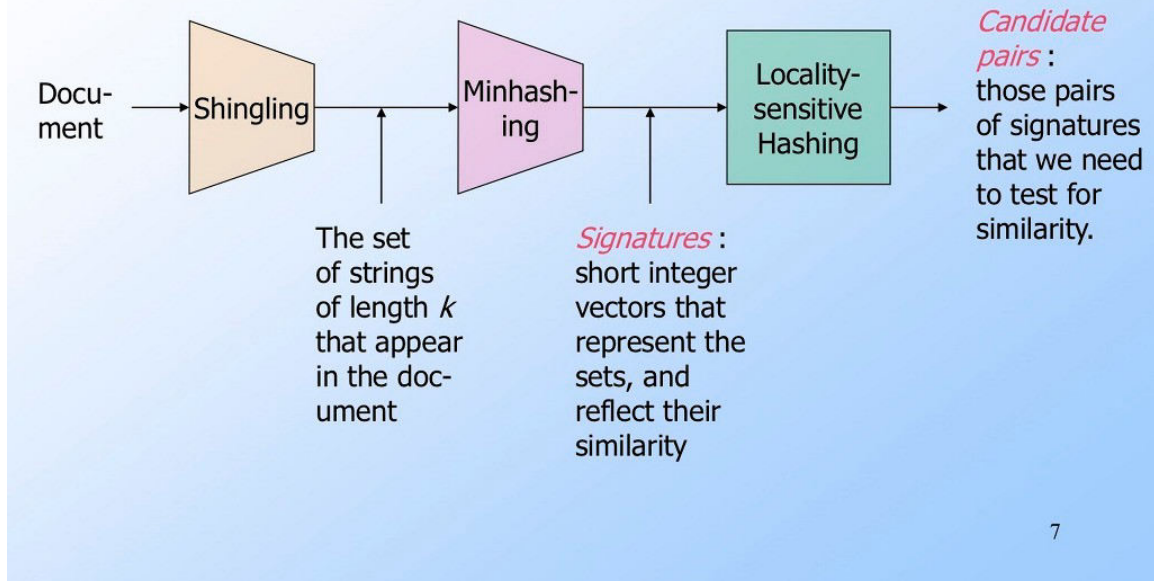 Docu-
ment
Shingling
Minhash-
ing
Locality-
sensitive
Hashing
Candidate
pairs :
those pairs
of signatures
that we need
to test for
similarity.
The set
of strings
of length k
that appear
in the doc-
ument
Signatures :
short integer
vectors that
represent the
sets, and
reflect their
similarity
7